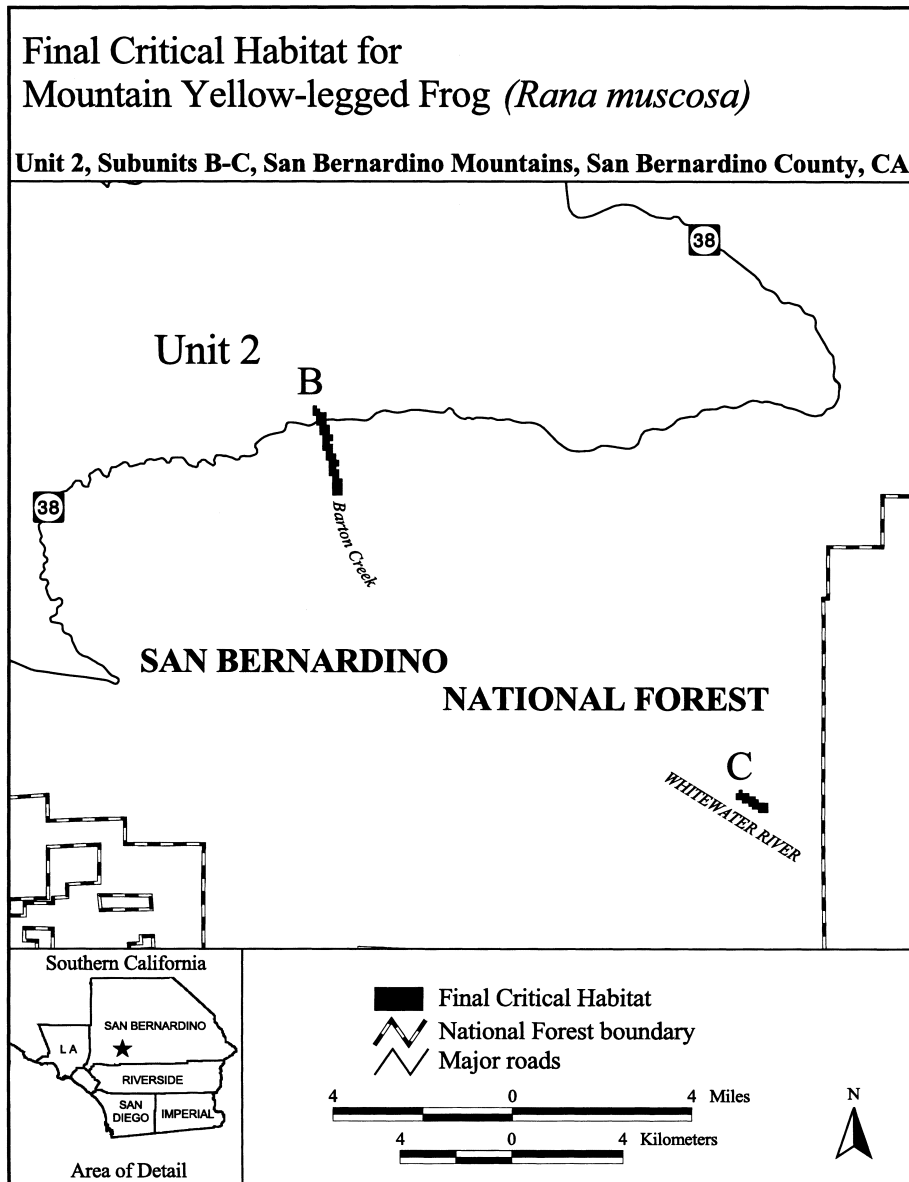 Final Critical Habitat for
Mountain Yellow-legged Frog (Rana muscosa)
Unit 2, Subunits B-C, San Bernardino Mountains, San Bernardino County, CA
38
Unit 2
B
38
Barton Creek
SAN BERNARDINO
NATIONAL FOREST
C
WHITEWATER RIVER
Southern California
SAN BERNARDINO
L A
RIVERSIDE
SAN
DIEGO
IMPERIAL
Area of Detail
Final Critical Habitat
National Forest boundary
Major roads
4 0 4 Miles
4 0 4 Kilometers
N